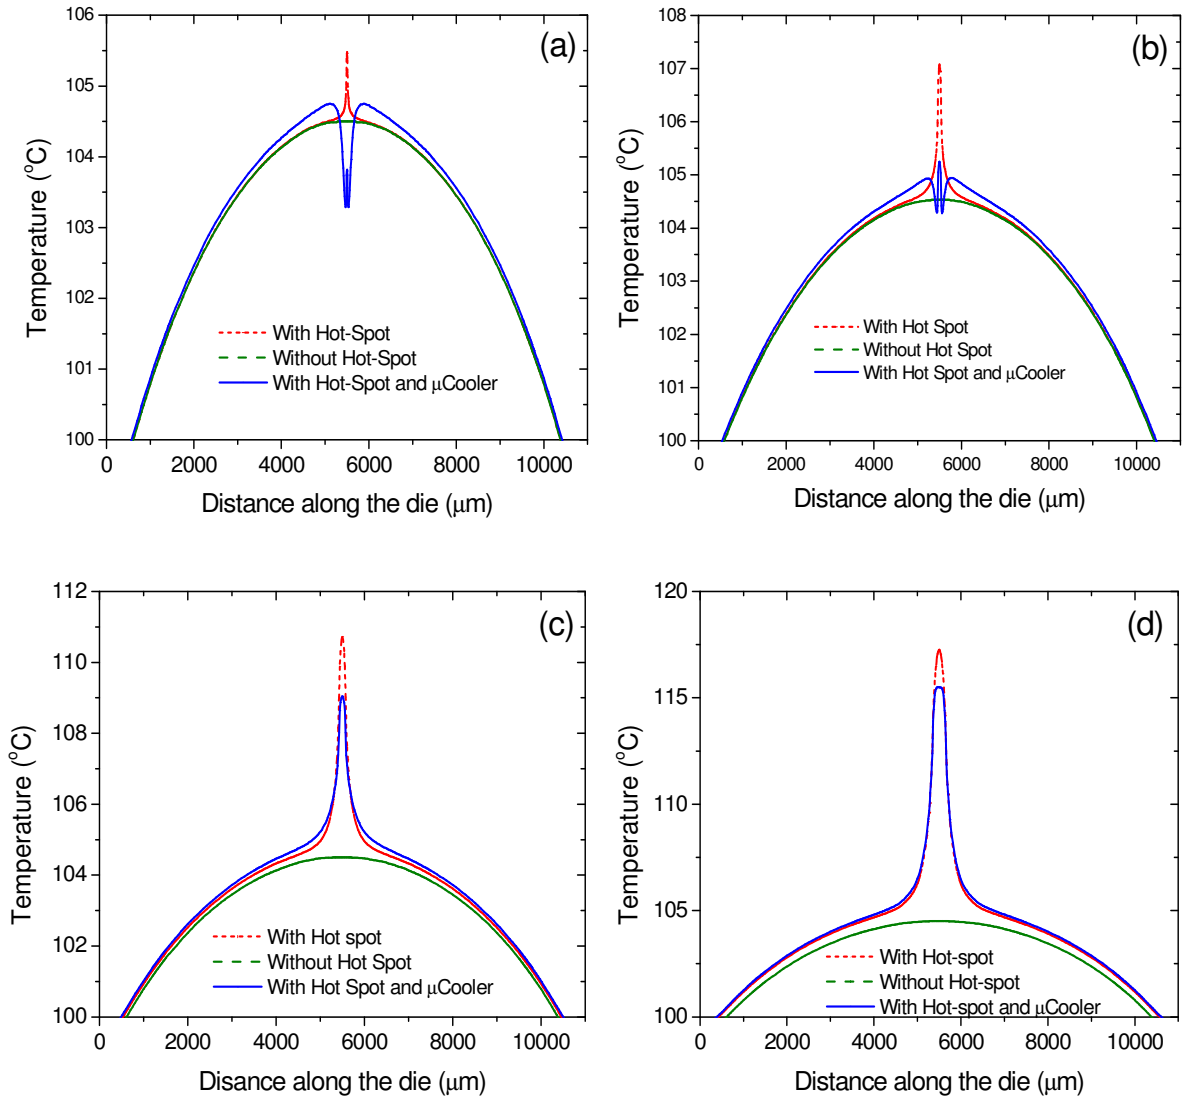 (a)
106
105
104
103
102
101
100
Temperature (°C)
With Hot-Spot
Without Hot-Spot
With Hot-Spot and μCooler
0 2000 4000 6000 8000 10000
Distance along the die (μm)
(b)
108
107
106
105
104
103
102
101
100
Temperature (°C)
With Hot Spot
Without Hot Spot
With Hot Spot and μCooler
0 2000 4000 6000 8000 10000
Distance along the die (μm)
(c)
112
110
108
106
104
102
100
Temperature (°C)
With Hot spot
Without Hot Spot
With Hot Spot and μCooler
0 2000 4000 6000 8000 10000
Disance along the die (μm)
(d)
120
115
110
105
100
Temperature (°C)
With Hot-spot
Without Hot-spot
With Hot-spot and μCooler
0 2000 4000 6000 8000 10000
Distance along the die (μm)